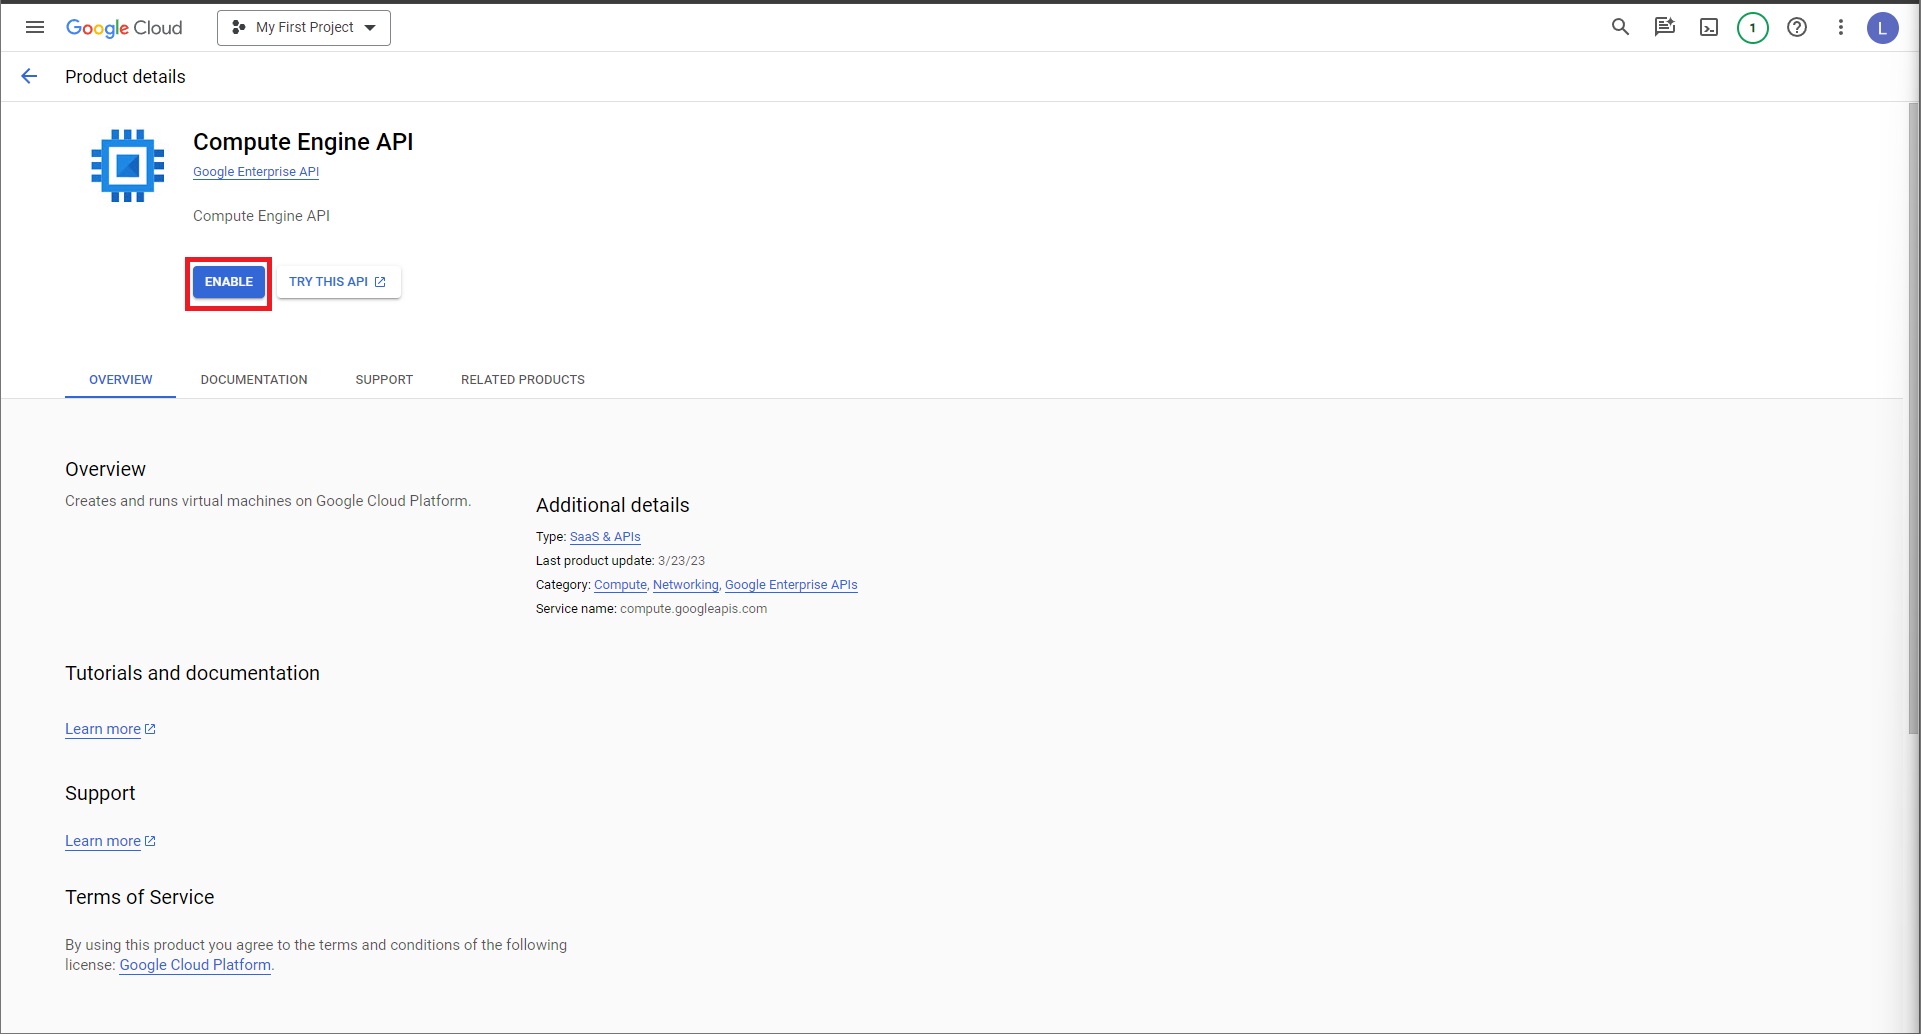 Google Cloud
My First Project
1
L
Product details
Compute Engine API
Google Enterprise API
Compute Engine API
ENABLE
TRY THIS API
OVERVIEW
DOCUMENTATION
SUPPORT
RELATED PRODUCTS
Overview
Creates and runs virtual machines on Google Cloud Platform.
Additional details
Type: SaaS & APIs
Last product update: 3/23/23
Category: Compute, Networking, Google Enterprise APIs
Service name: compute.googleapis.com
Tutorials and documentation
Learn more
Support
Learn more
Terms of Service
By using this product you agree to the terms and conditions of the following
license: Google Cloud Platform.